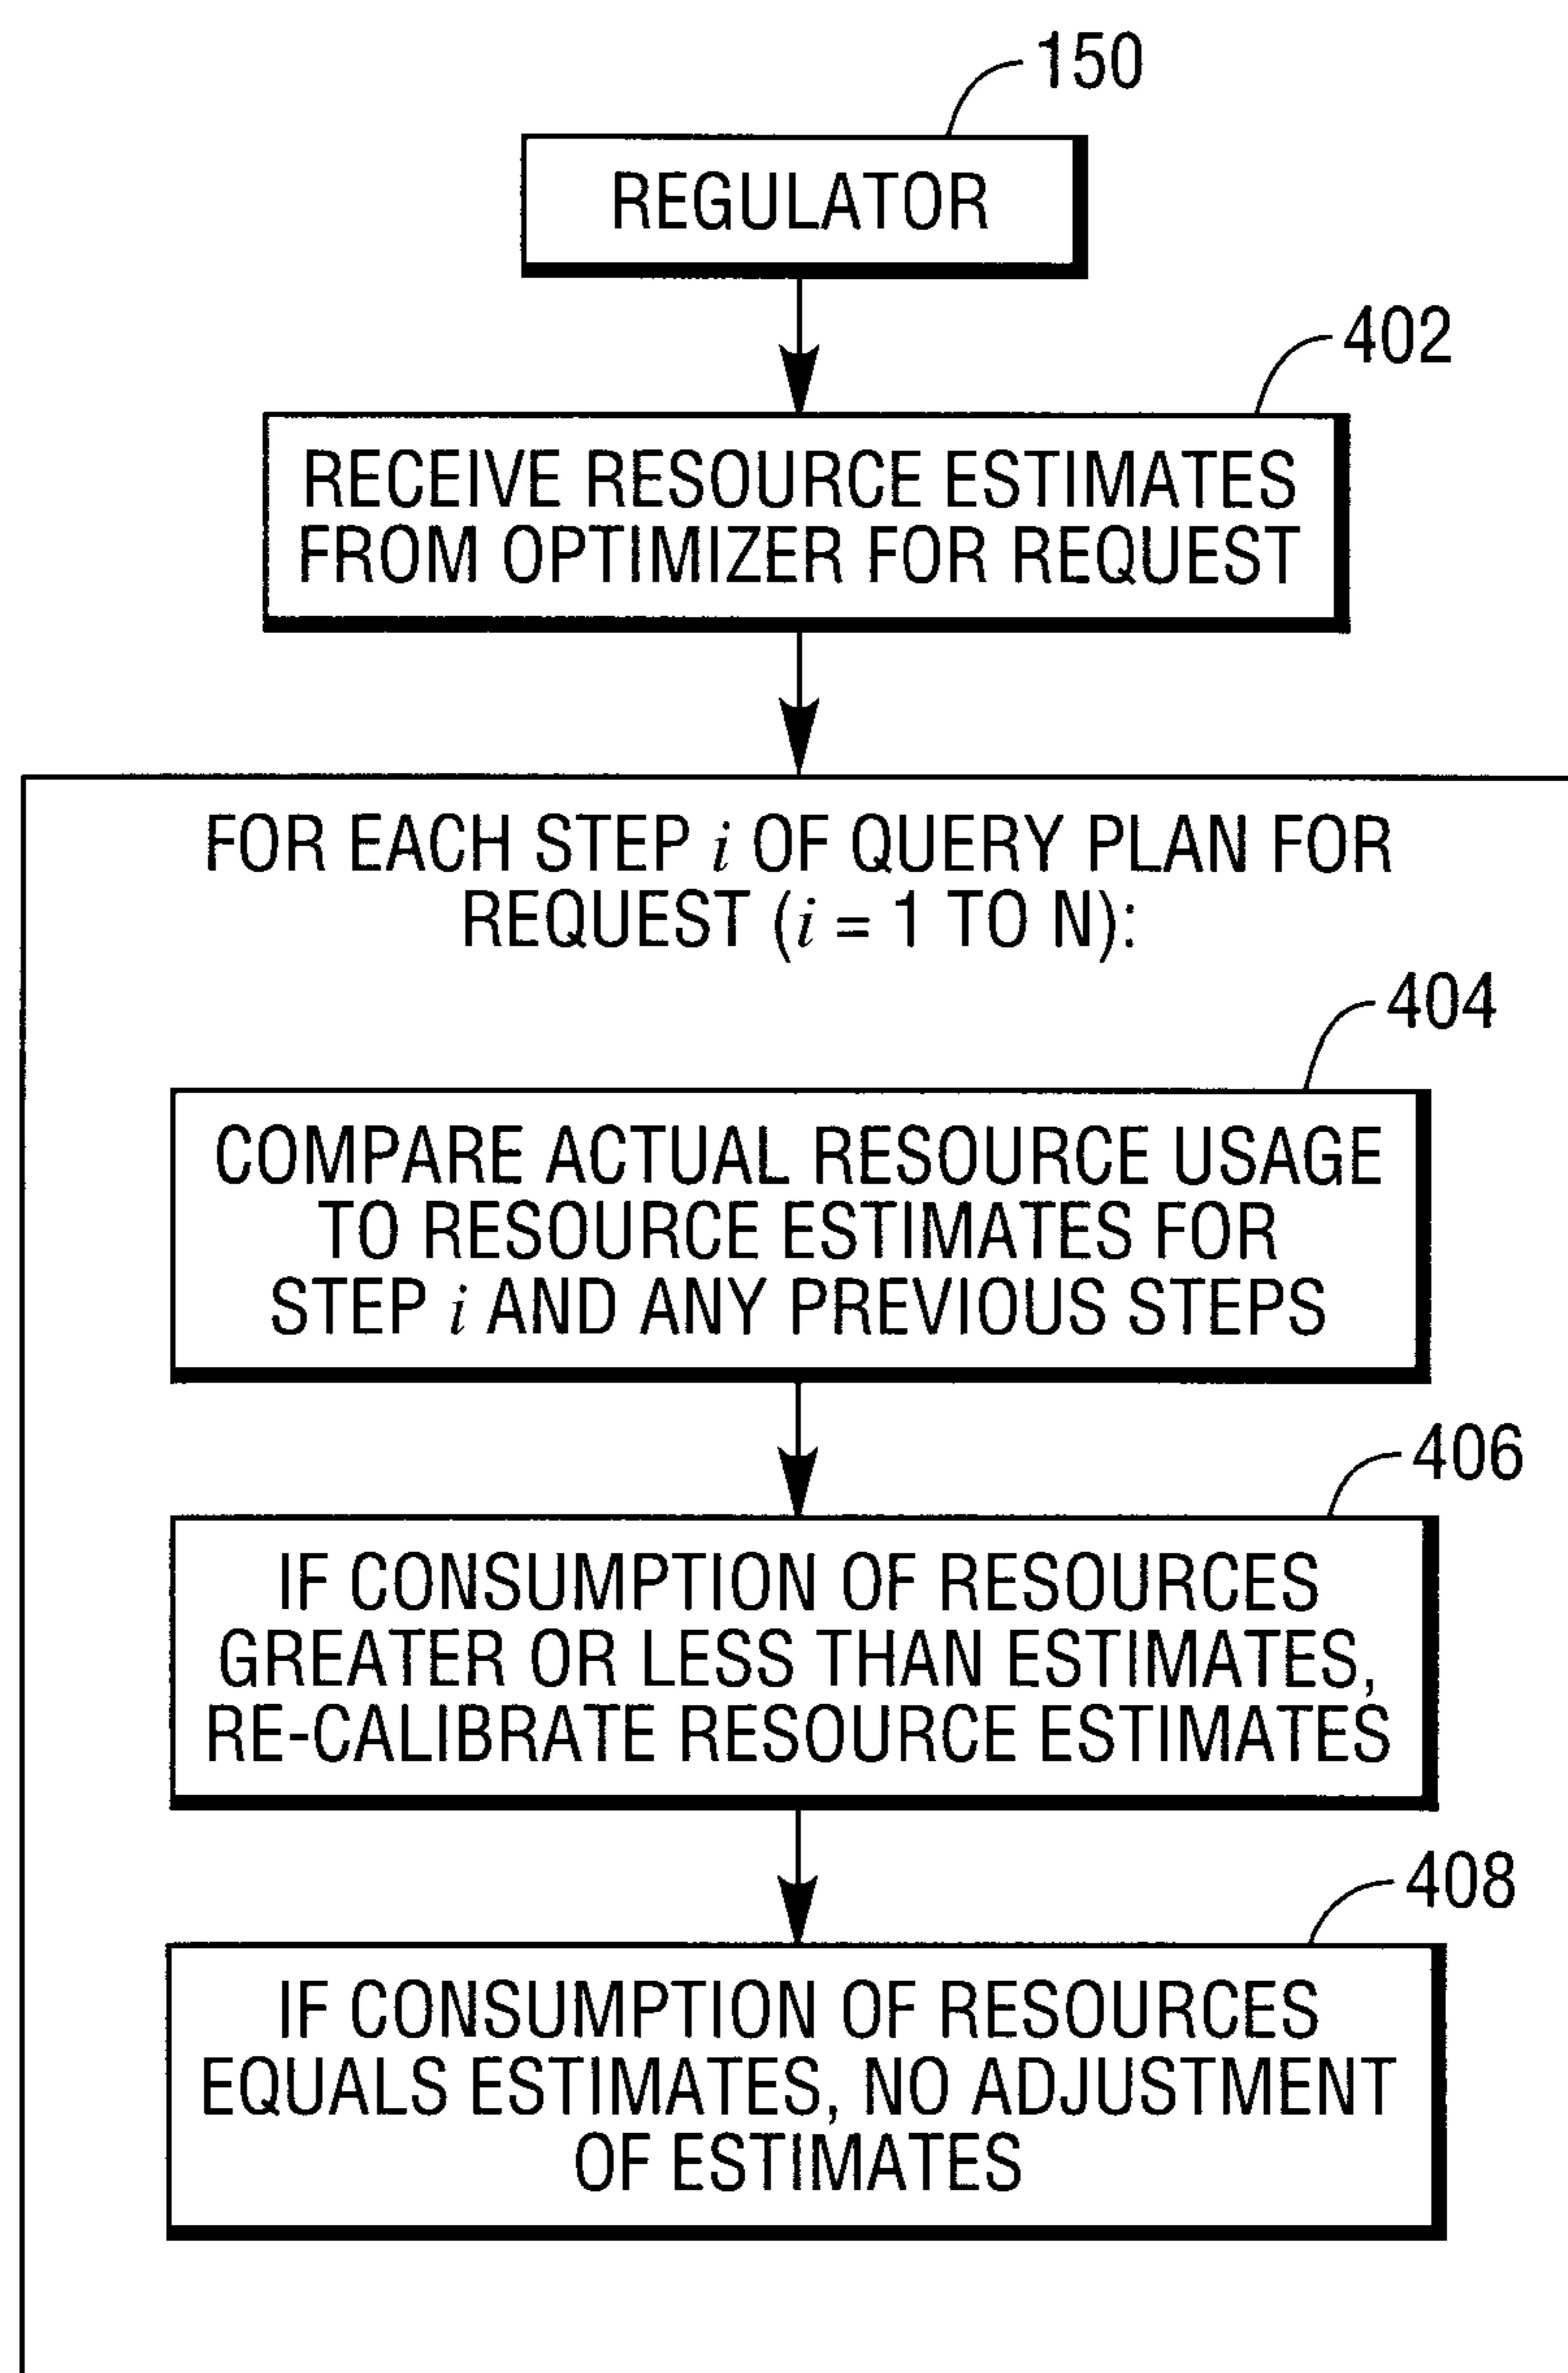 150
REGULATOR
402
RECEIVE RESOURCE ESTIMATES
FROM OPTIMIZER FOR REQUEST
FOR EACH STEP i OF QUERY PLAN FOR
REQUEST (i = 1 TO N):
404
COMPARE ACTUAL RESOURCE USAGE
TO RESOURCE ESTIMATES FOR
STEP i AND ANY PREVIOUS STEPS
406
IF CONSUMPTION OF RESOURCES
GREATER OR LESS THAN ESTIMATES,
RE-CALIBRATE RESOURCE ESTIMATES
408
IF CONSUMPTION OF RESOURCES
EQUALS ESTIMATES, NO ADJUSTMENT
OF ESTIMATES